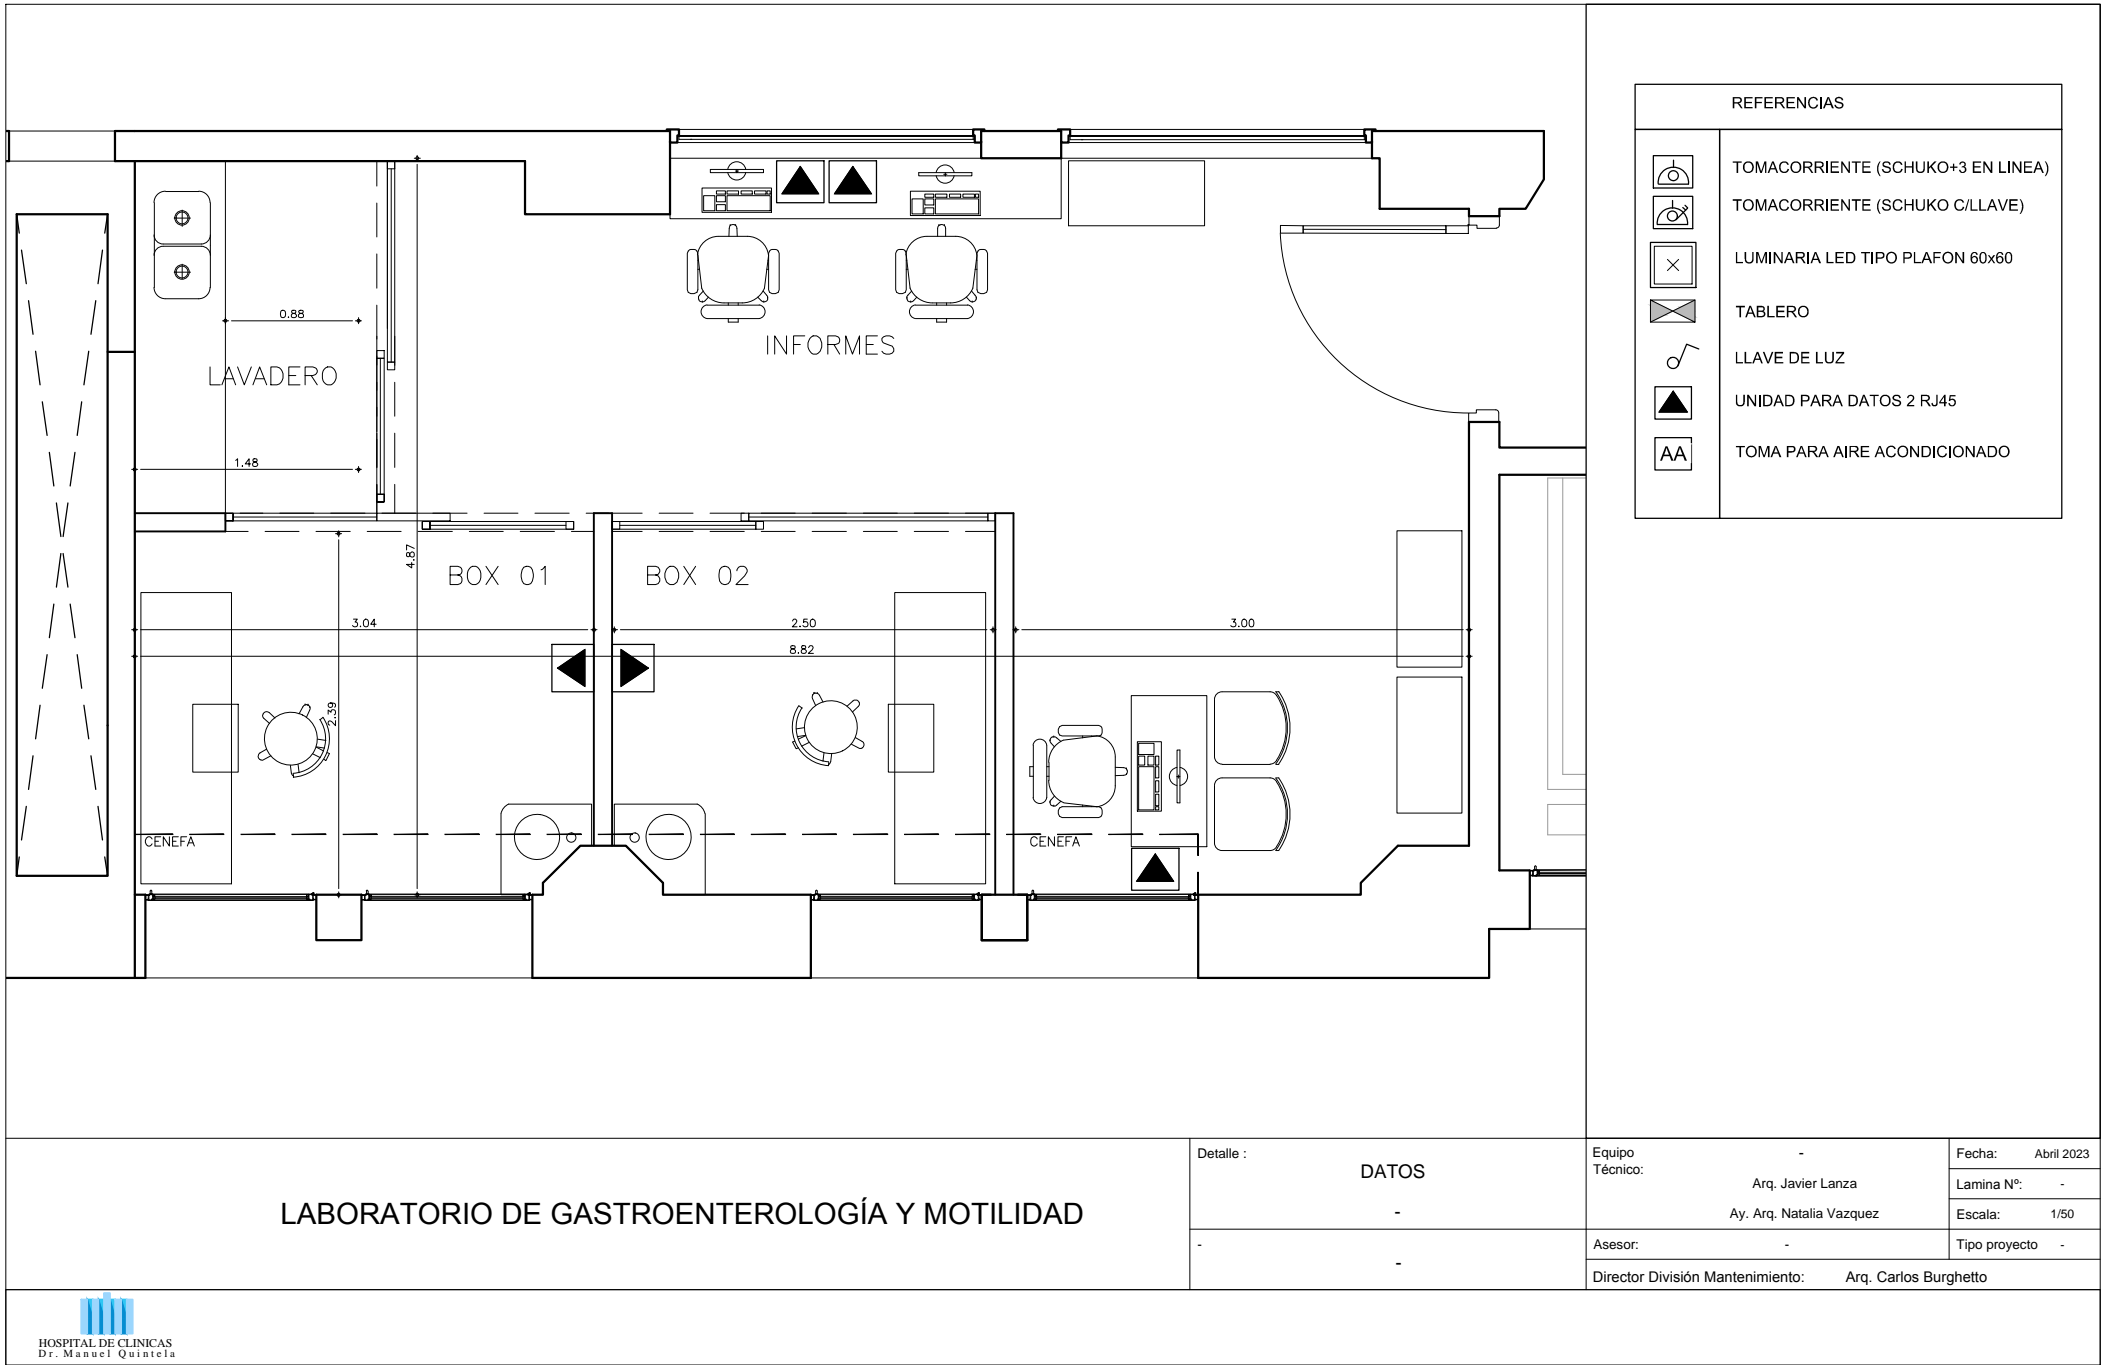 REFERENCIAS
TOMACORRIENTE (SCHUKO+3 EN LINEA)
TOMACORRIENTE (SCHUKO C/LLAVE)
LUMINARIA LED TIPO PLAFON 60x60
TABLERO
LLAVE DE LUZ
UNIDAD PARA DATOS 2 RJ45
AA TOMA PARA AIRE ACONDICIONADO
0.88
INFORMES
LAVADERO
1.48
4.87
BOX 01
BOX 02
3.04
2.50
3.00
8.82
2.39
CENEFA
CENEFA
LABORATORIO DE GASTROENTEROLOGÍA Y MOTILIDAD
Detalle :
DATOS
-
-
-
Equipo Técnico:
-
Arq. Javier Lanza
Ay. Arq. Natalia Vazquez
Fecha: Abril 2023
Lamina Nº: -
Escala: 1/50
Asesor: -
Tipo proyecto -
Director División Mantenimiento: Arq. Carlos Burghetto
HOSPITAL DE CLINICAS
Dr. Manuel Quintela